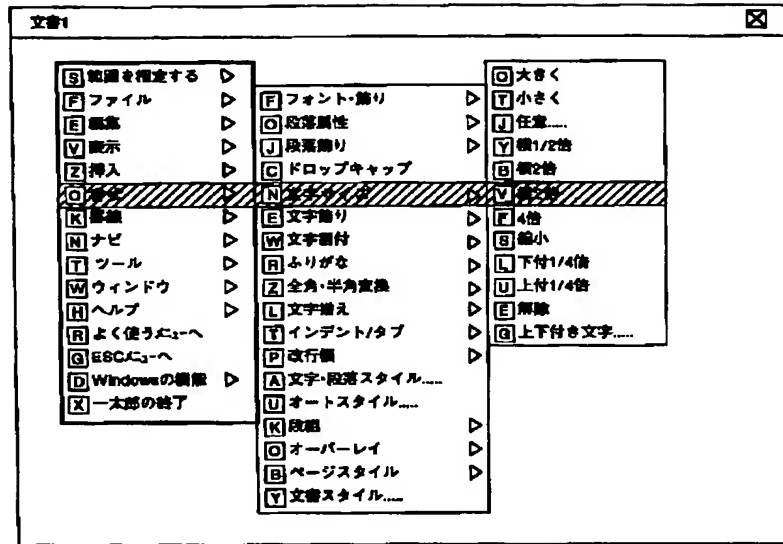 文書1
S 範囲を指定する
F ファイル
E 編集
V 表示
Z 挿入
O 書式
K 罫線
N ナビ
T ツール
W ウィンドウ
H ヘルプ
R よく使うメニューへ
G ESCメニューへ
D Windowsの機能
X 一太郎の終了
F フォント・飾り
O 段落属性
J 段落飾り
C ドロップキャップ
N 文字サイズ
E 文字飾り
W 文字割付
R ふりがな
Z 全角・半角変換
L 文字揃え
T インデント/タブ
P 改行幅
A 文字・段落スタイル.....
U オートスタイル.....
K 段組
O オーバーレイ
B ページスタイル
Y 文書スタイル.....
O 大きく
T 小さく
J 任意.....
Y 横1/2倍
B 横2倍
V
F 4倍
S 縮小
L 下付1/4倍
U 上付1/4倍
E 解除
G 上下付き文字.....